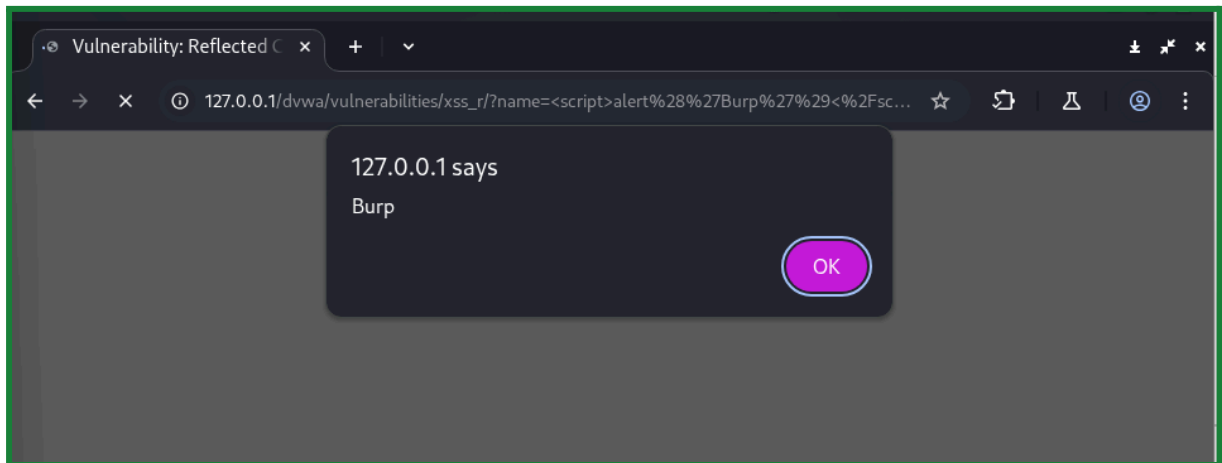 Vulnerability: Reflected C
127.0.0.1/dvwa/vulnerabilities/xss_r/?name=<script>alert%28%27Burp%27%29<%2Fsc...
127.0.0.1 says
Burp
OK